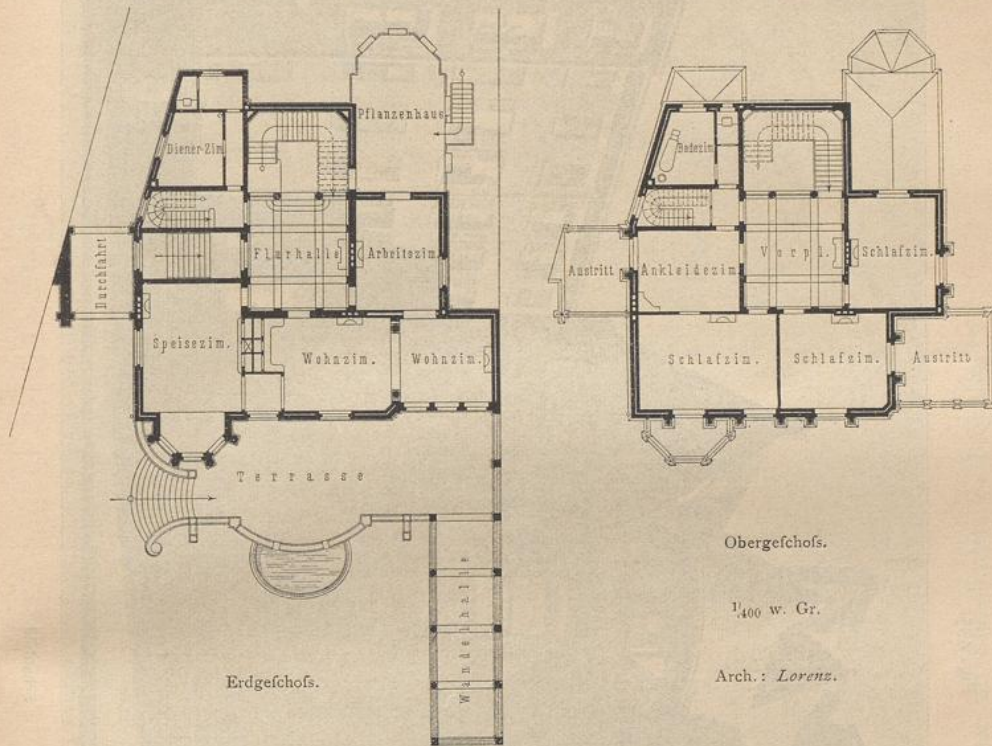 Pflanzenhaus
Diener-Zim.
Durchfahrt
Flurhalle
Arbeitszim.
Speisezim.
Wohnzim.
Wohnzim.
Terrasse
Wandelhalle
Erdgeſchoſs.
Badezim.
Austritt
Ankleidezim.
Vorpl.
Schlafzim.
Schlafzim.
Schlafzim.
Austritt
Obergeſchoſs.
1/400 w. Gr.
Arch.: Lorenz.